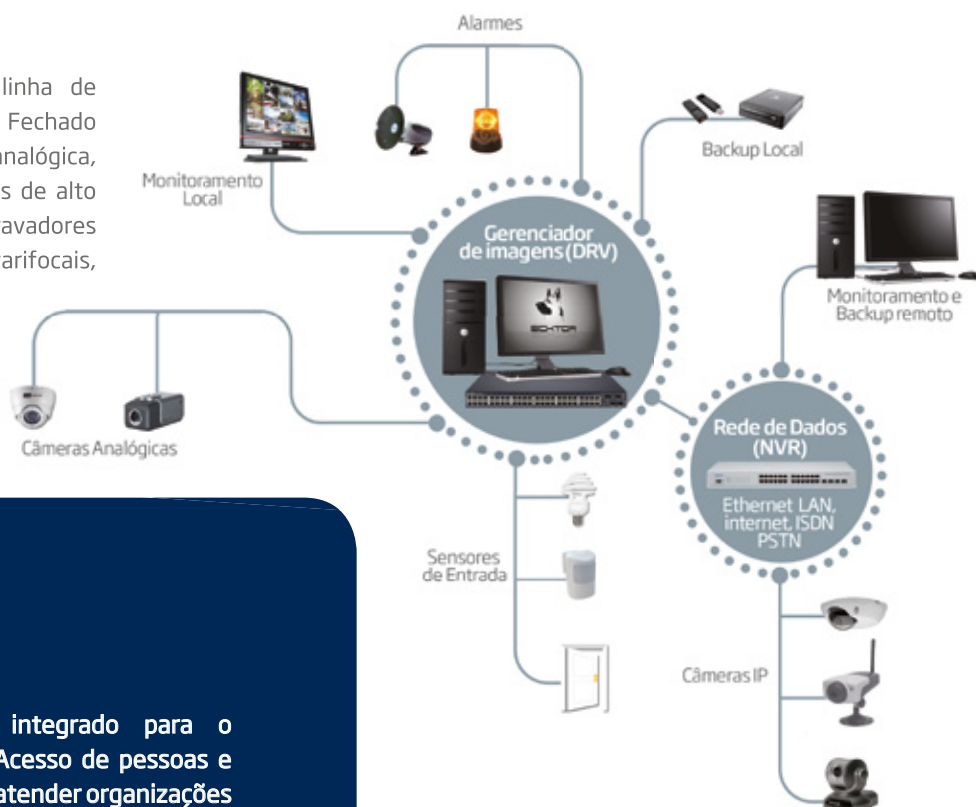 linha de
Fechado
analógica,
s de alto
ravadores
arifocais,
Alarmes
Monitoramento
Local
Backup Local
Gerenciador
de imagens (DRV)
Monitoramento e
Backup remoto
Câmeras Analógicas
Rede de Dados
(NVR)
Ethernet LAN,
internet, ISDN
PSTN
Sensores
de Entrada
Câmeras IP
integrado para o
Acesso de pessoas e
atender organizações